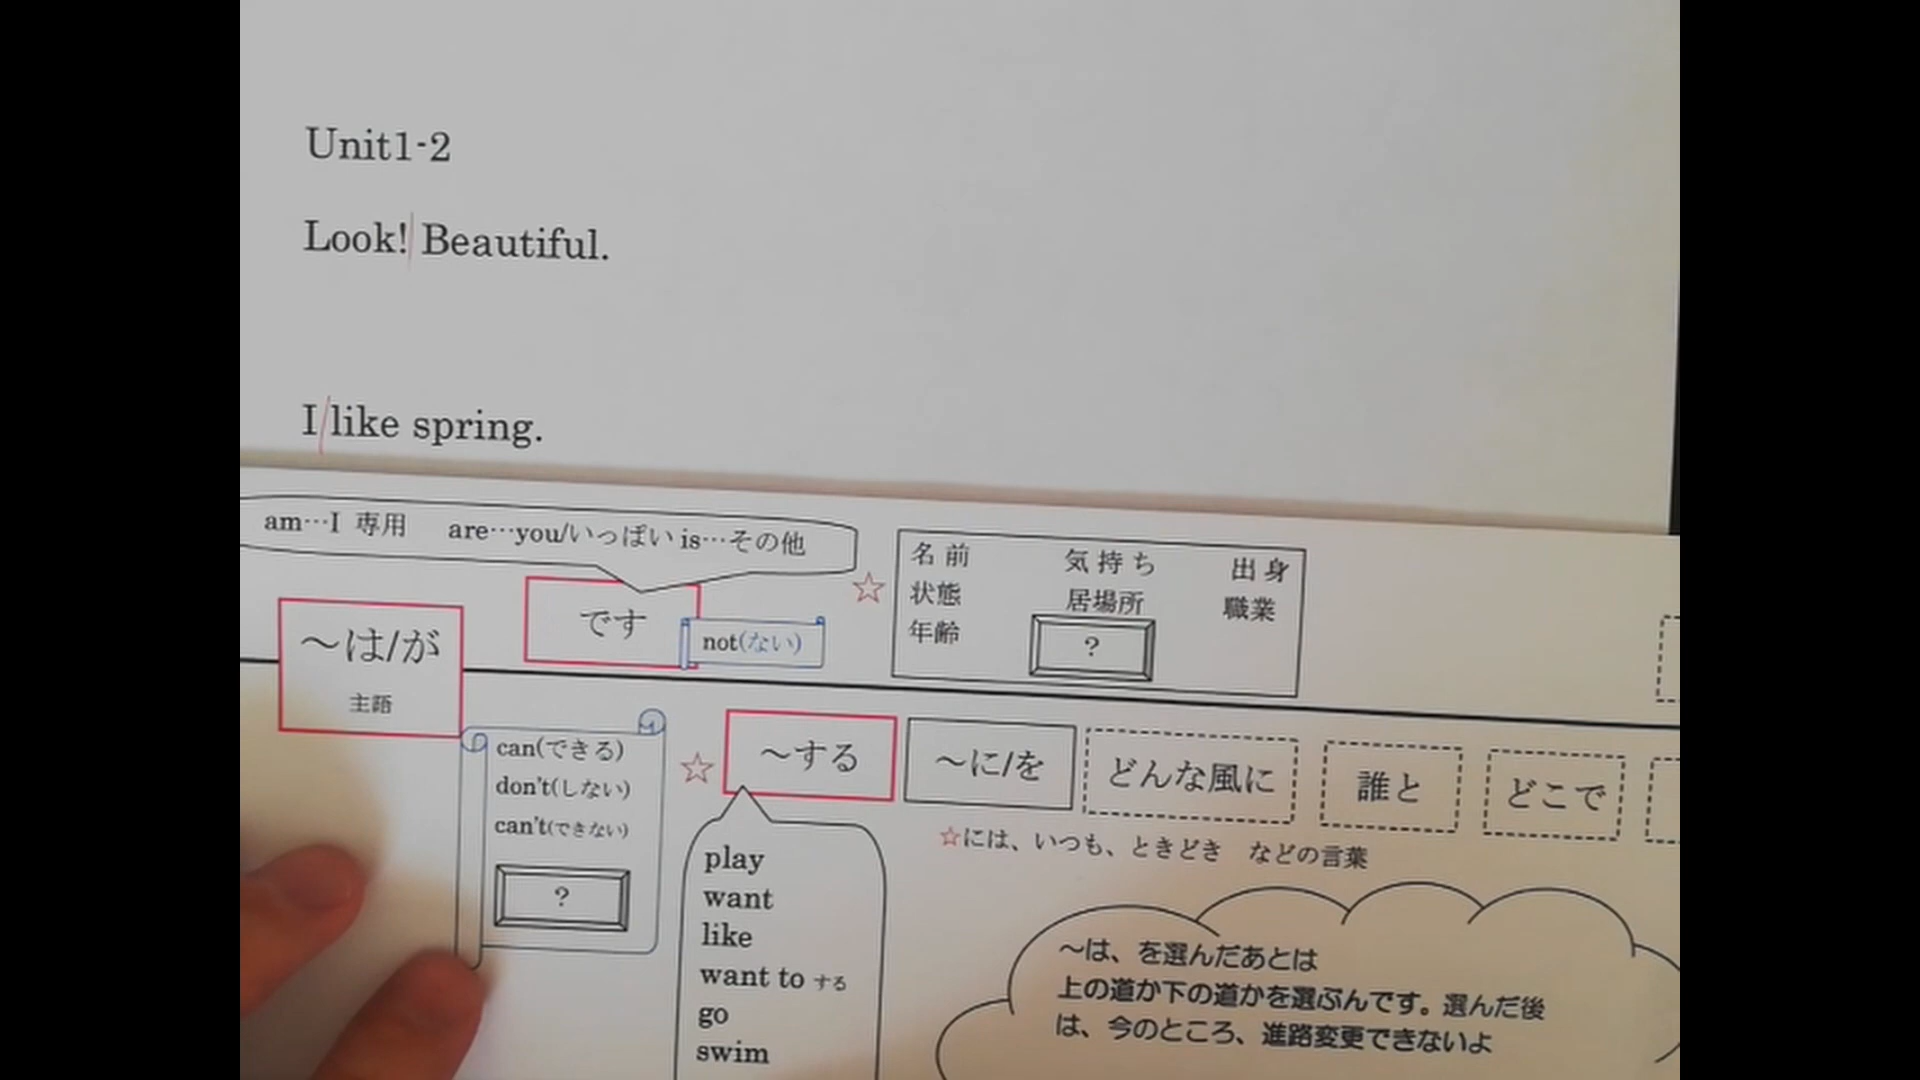 Unit1-2
Look! Beautiful.
I like spring.
am…I 専用 are…you/いっぱい is…その他
～は/が
主語
です
not(ない)
☆
名前 気持ち 出身
状態 居場所 職業
年齢
?
can(できる)
don't(しない)
can't(できない)
?
☆
～する
～に/を
どんな風に
誰と
どこで
☆には、いつも、ときどき などの言葉
play
want
like
want to する
go
swim
～は、を選んだあとは
上の道か下の道かを選ぶんです。選んだ後
は、今のところ、進路変更できないよ